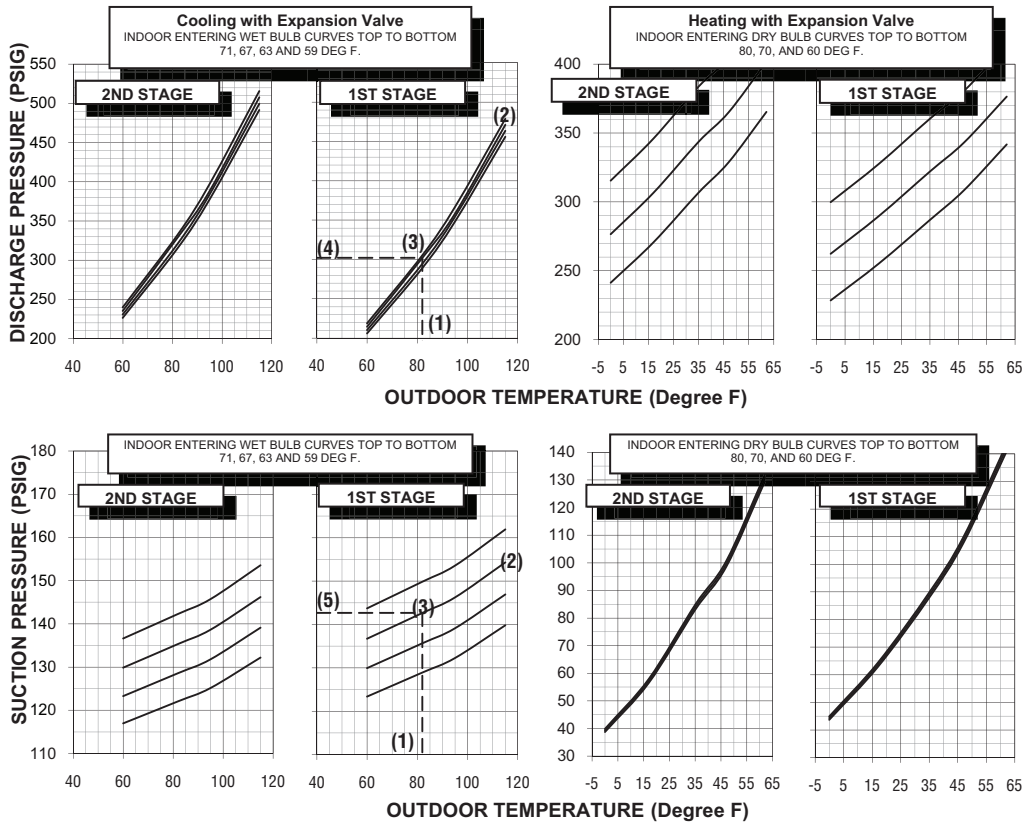 Cooling with Expansion Valve
INDOOR ENTERING WET BULB CURVES TOP TO BOTTOM
71, 67, 63 AND 59 DEG F.
Heating with Expansion Valve
INDOOR ENTERING DRY BULB CURVES TOP TO BOTTOM
80, 70, AND 60 DEG F.
DISCHARGE PRESSURE (PSIG)
550
500
450
400
350
300
250
200
2ND STAGE
1ST STAGE
(2)
(3)
(4)
(1)
400
350
300
250
200
2ND STAGE
1ST STAGE
40 60 80 100 120
40 60 80 100 120
-5 5 15 25 35 45 55 65
-5 5 15 25 35 45 55 65
OUTDOOR TEMPERATURE (Degree F)
INDOOR ENTERING WET BULB CURVES TOP TO BOTTOM
71, 67, 63 AND 59 DEG F.
INDOOR ENTERING DRY BULB CURVES TOP TO BOTTOM
80, 70, AND 60 DEG F.
SUCTION PRESSURE (PSIG)
180
170
160
150
140
130
120
110
2ND STAGE
1ST STAGE
(2)
(5)
(3)
(1)
140
130
120
110
100
90
80
70
60
50
40
30
2ND STAGE
1ST STAGE
40 60 80 100 120
40 60 80 100 120
-5 5 15 25 35 45 55 65
-5 5 15 25 35 45 55 65
OUTDOOR TEMPERATURE (Degree F)